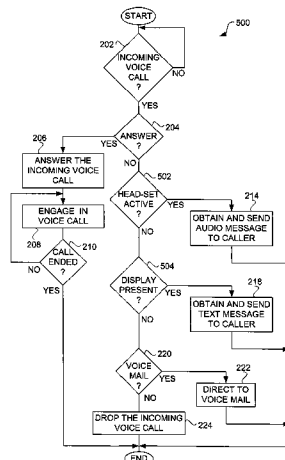 START
500
202
INCOMING
VOICE
CALL
?
NO
YES
204
206
YES
ANSWER
?
ANSWER THE
INCOMING VOICE
CALL
NO
502
HEAD-SET
ACTIVE
?
YES
214
OBTAIN AND SEND
AUDIO MESSAGE
TO CALLER
ENGAGE IN
VOICE CALL
208
210
CALL
ENDED
?
NO
YES
NO
504
DISPLAY
PRESENT
?
YES
218
OBTAIN AND SEND
TEXT MESSAGE
TO CALLER
NO
220
VOICE
MAIL
?
YES
222
DIRECT TO
VOICE MAIL
NO
DROP THE INCOMING
VOICE CALL
224
END